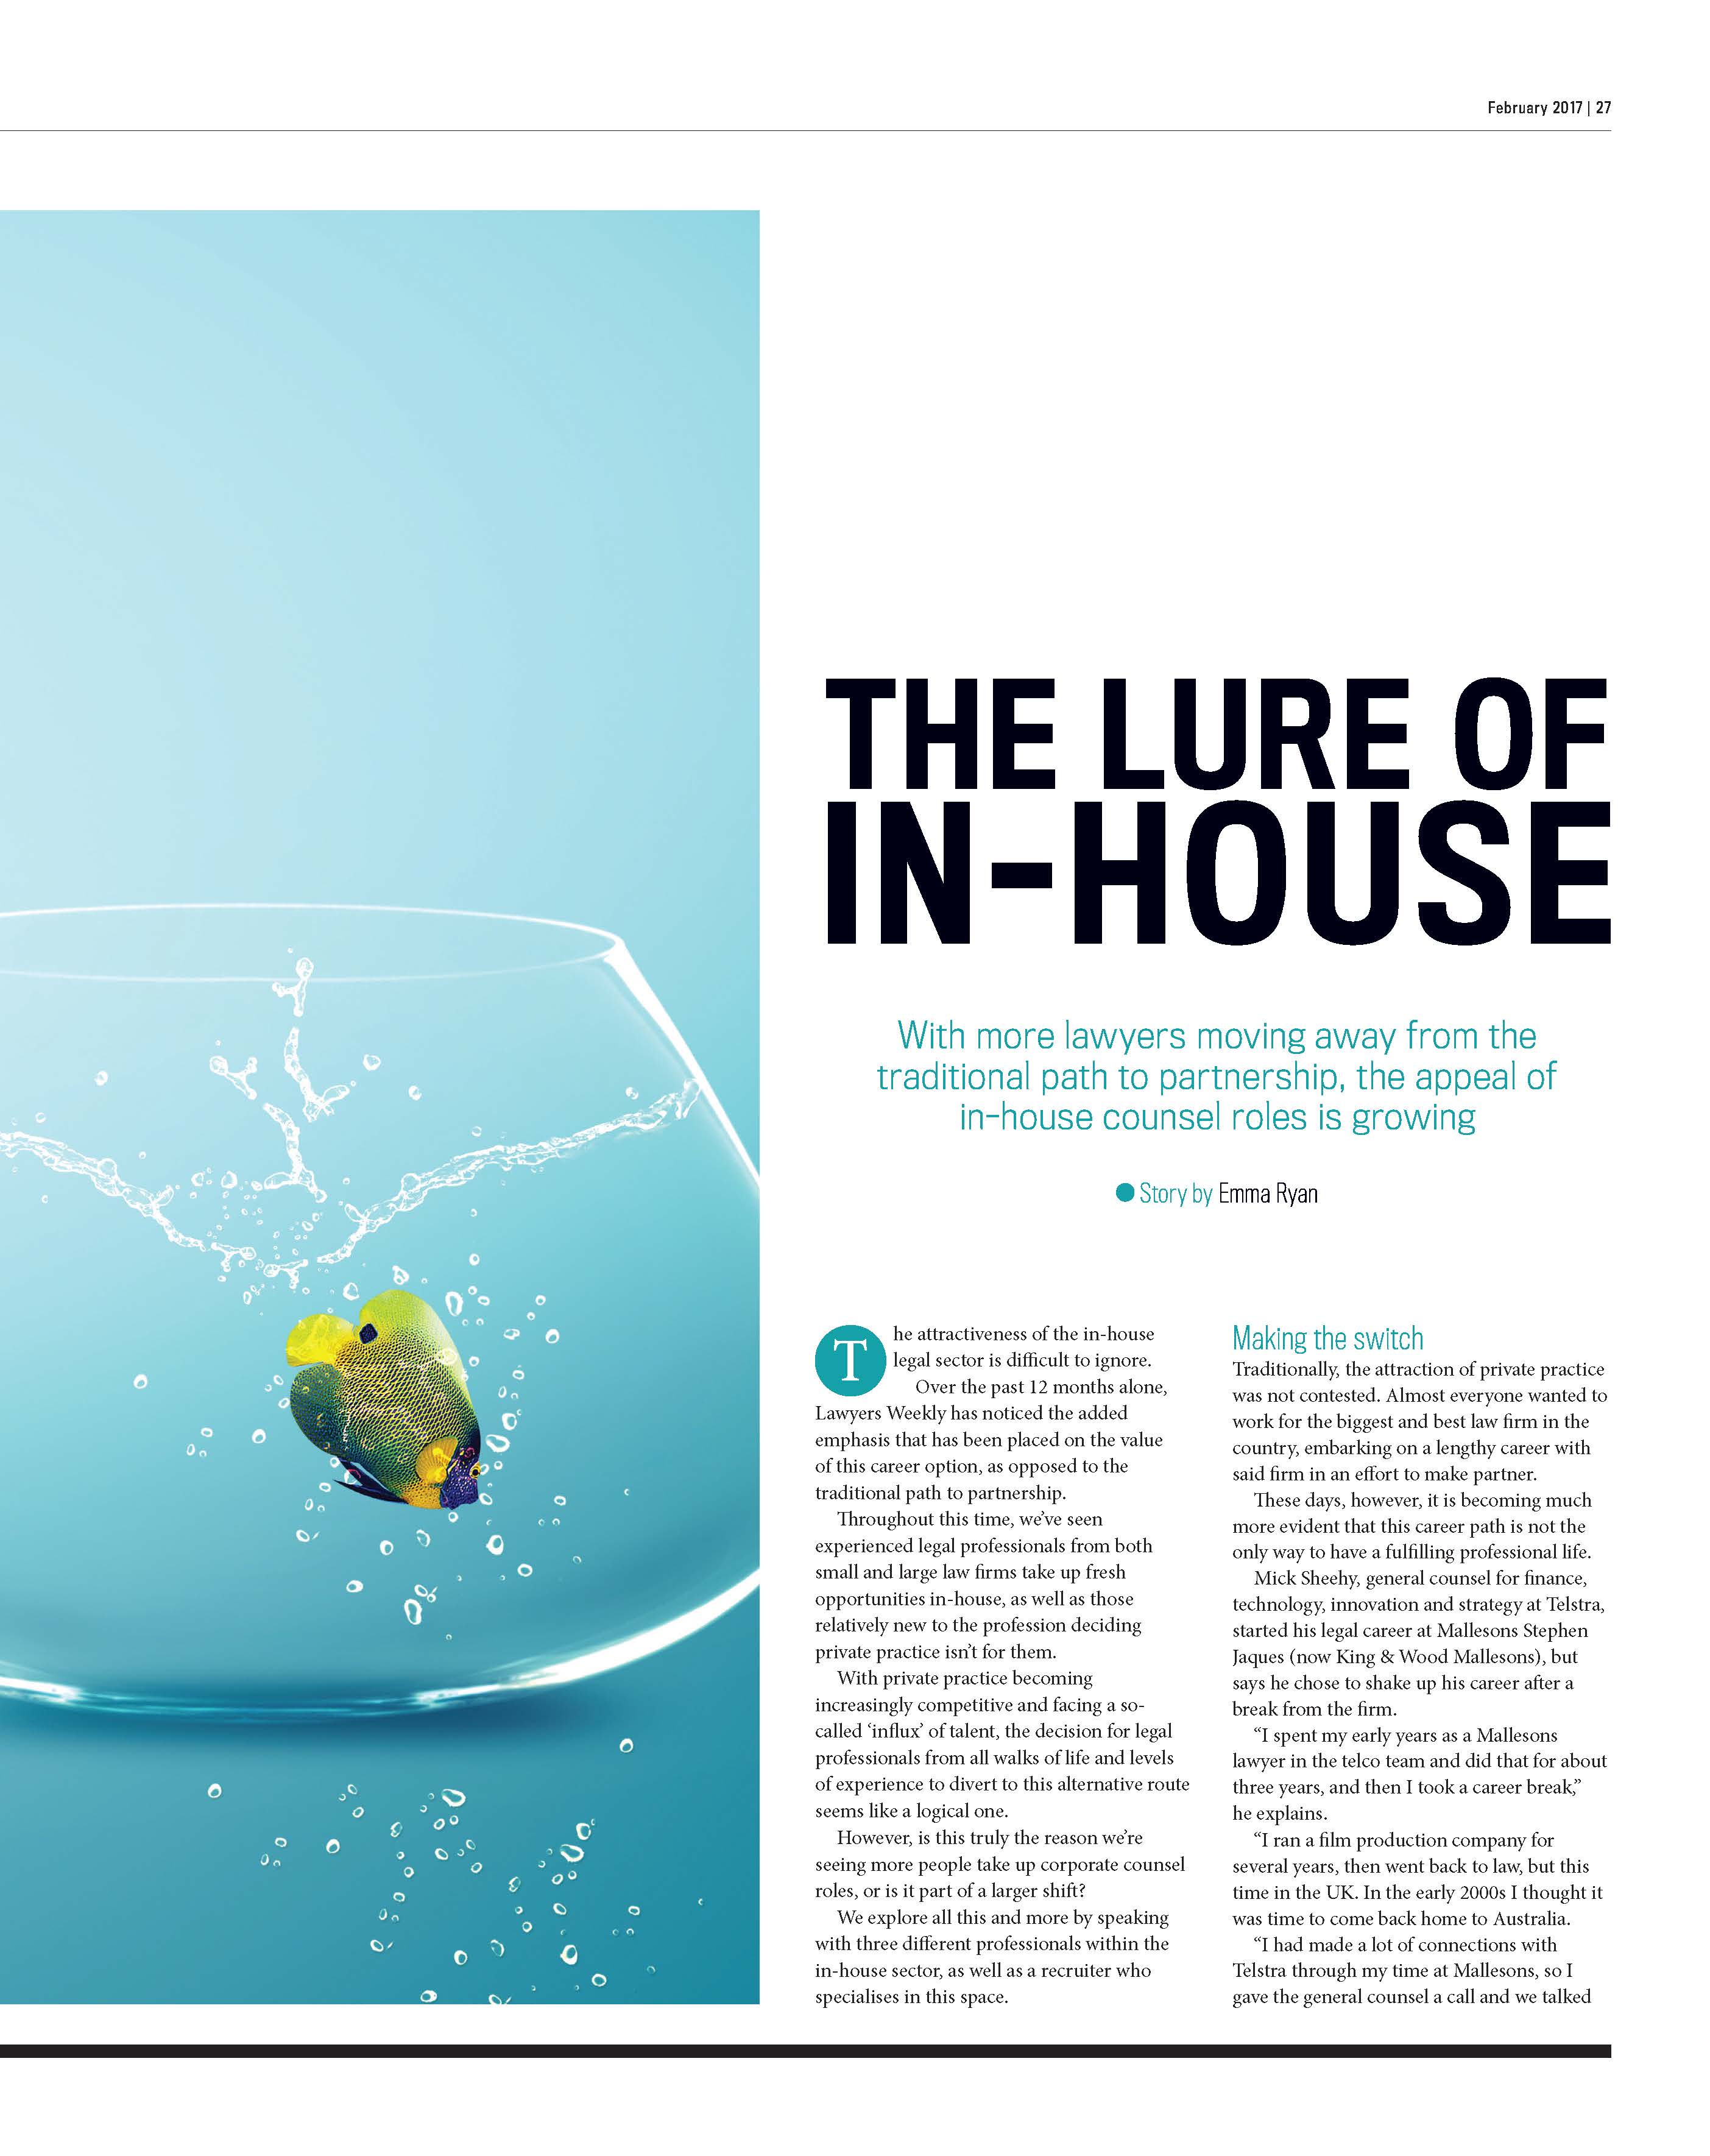 February 2017 | 27
THE LURE OF
IN-HOUSE
With more lawyers moving away from the
traditional path to partnership, the appeal of
in-house counsel roles is growing
Story by Emma Ryan
The attractiveness of the in-house
legal sector is difficult to ignore.
Over the past 12 months alone,
Lawyers Weekly has noticed the added
emphasis that has been placed on the value
of this career option, as opposed to the
traditional path to partnership.
Throughout this time, we’ve seen
experienced legal professionals from both
small and large law firms take up fresh
opportunities in-house, as well as those
relatively new to the profession deciding
private practice isn’t for them.
With private practice becoming
increasingly competitive and facing a so-
called ‘influx’ of talent, the decision for legal
professionals from all walks of life and levels
of experience to divert to this alternative route
seems like a logical one.
However, is this truly the reason we’re
seeing more people take up corporate counsel
roles, or is it part of a larger shift?
We explore all this and more by speaking
with three different professionals within the
in-house sector, as well as a recruiter who
specialises in this space.
Making the switch
Traditionally, the attraction of private practice
was not contested. Almost everyone wanted to
work for the biggest and best law firm in the
country, embarking on a lengthy career with
said firm in an effort to make partner.
These days, however, it is becoming much
more evident that this career path is not the
only way to have a fulfilling professional life.
Mick Sheehy, general counsel for finance,
technology, innovation and strategy at Telstra,
started his legal career at Mallesons Stephen
Jaques (now King & Wood Mallesons), but
says he chose to shake up his career after a
break from the firm.
“I spent my early years as a Mallesons
lawyer in the telco team and did that for about
three years, and then I took a career break,”
he explains.
“I ran a film production company for
several years, then went back to law, but this
time in the UK. In the early 2000s I thought it
was time to come back home to Australia.
“I had made a lot of connections with
Telstra through my time at Mallesons, so I
gave the general counsel a call and we talked